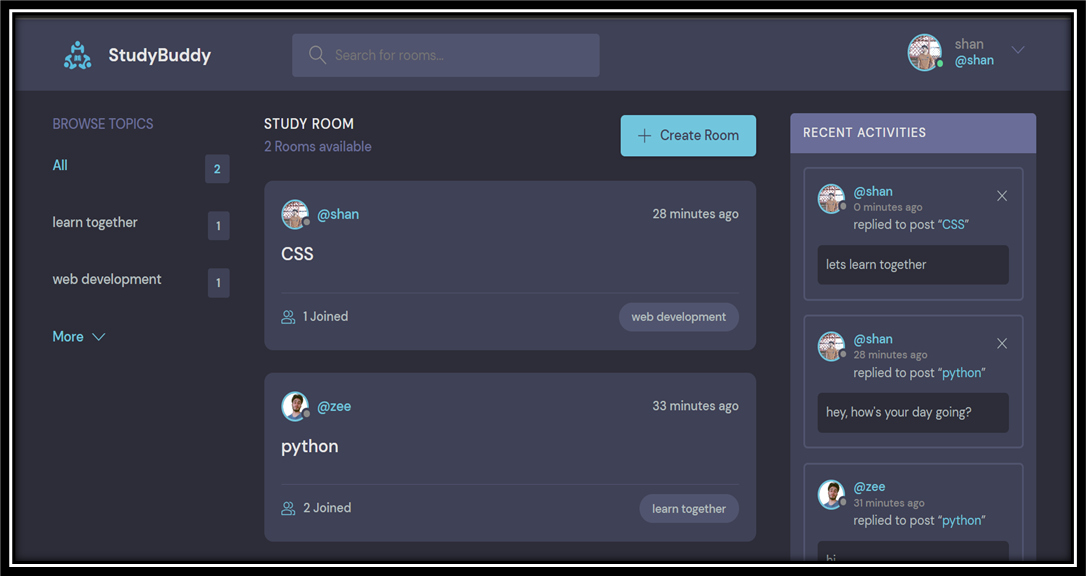 StudyBuddy
Search for rooms...
shan
@shan
BROWSE TOPICS
All
2
learn together
1
web development
1
More
STUDY ROOM
2 Rooms available
Create Room
@shan
28 minutes ago
CSS
1 Joined
web development
@zee
33 minutes ago
python
2 Joined
learn together
RECENT ACTIVITIES
@shan
0 minutes ago
replied to post “CSS”
lets learn together
@shan
28 minutes ago
replied to post “python”
hey, how's your day going?
@zee
31 minutes ago
replied to post “python”
hi